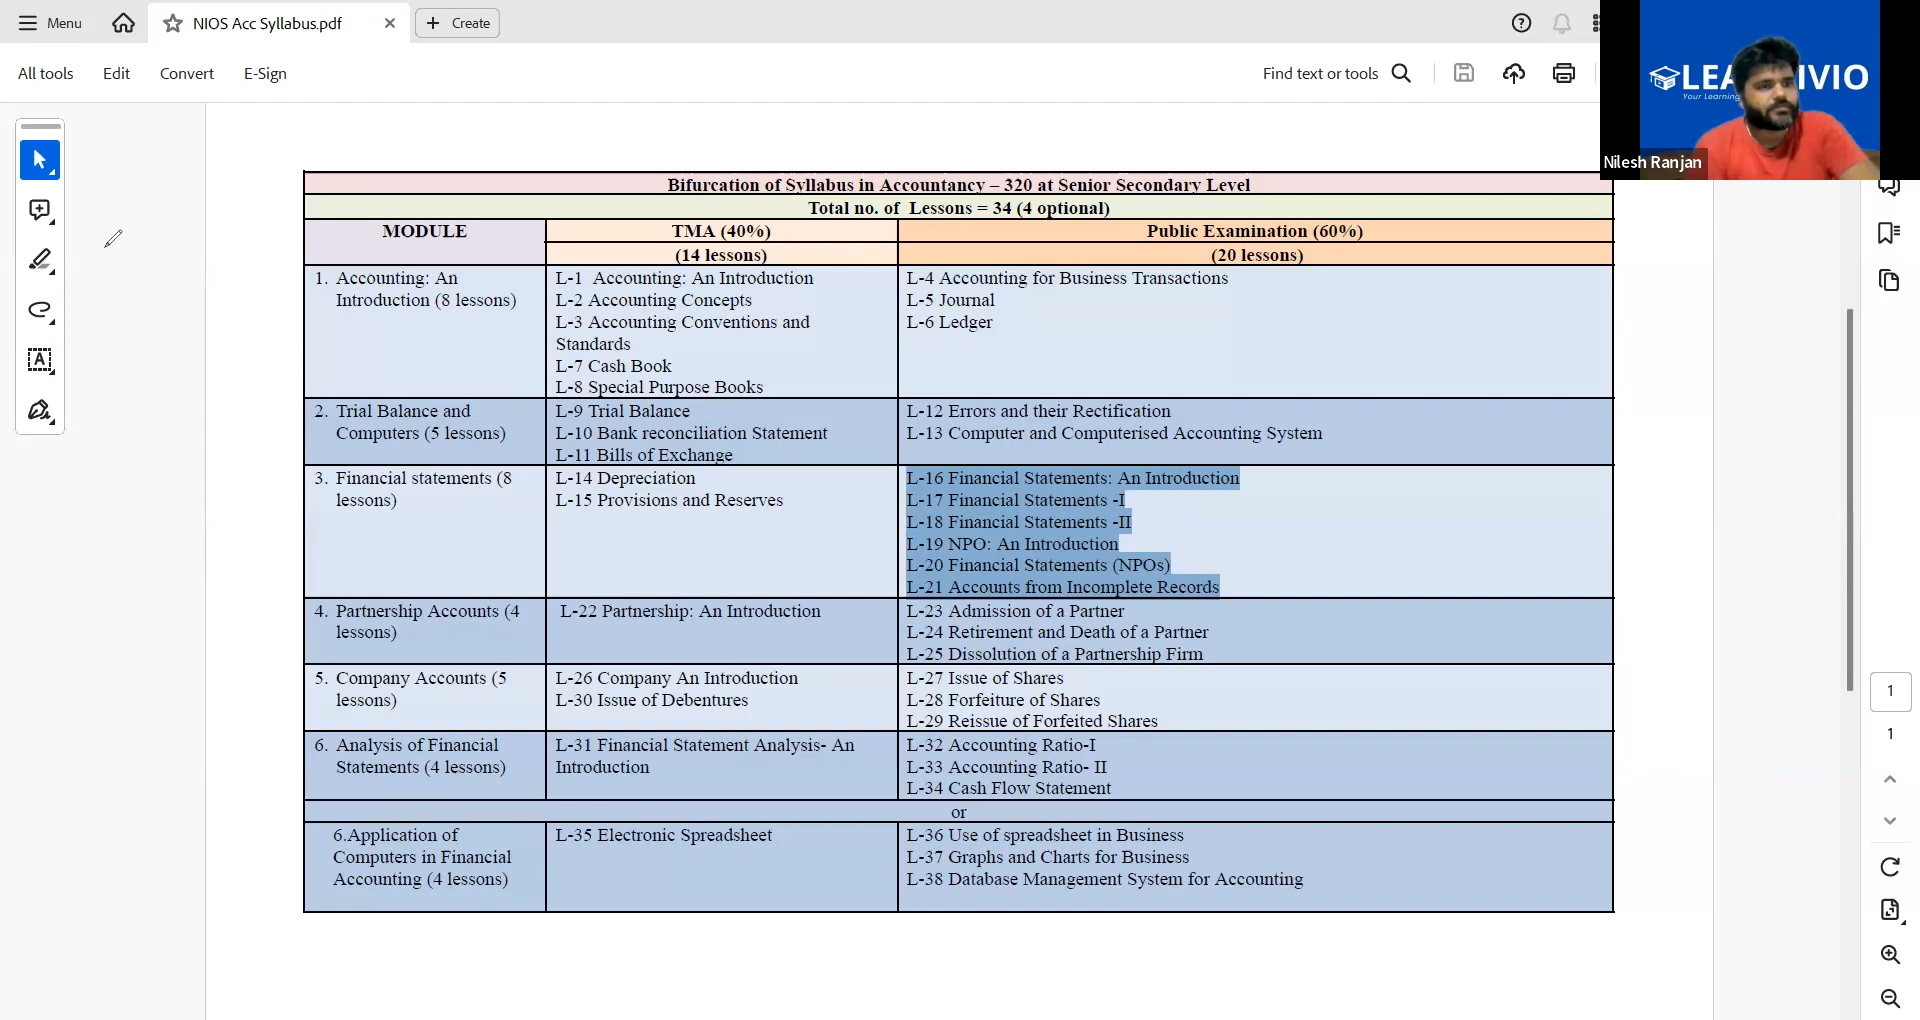 Menu
NIOS Acc Syllabus.pdf
Create
All tools
Edit
Convert
E-Sign
Find text or tools
Your Learning
IVIO
Nilesh Ranjan
Bifurcation of Syllabus in Accountancy – 320 at Senior Secondary Level
Total no. of Lessons = 34 (4 optional)
MODULE
TMA (40%)
Public Examination (60%)
(14 lessons)
(20 lessons)
1. Accounting: An
Introduction (8 lessons)
L-1 Accounting: An Introduction
L-2 Accounting Concepts
L-3 Accounting Conventions and
Standards
L-7 Cash Book
L-8 Special Purpose Books
L-4 Accounting for Business Transactions
L-5 Journal
L-6 Ledger
2. Trial Balance and
Computers (5 lessons)
L-9 Trial Balance
L-10 Bank reconciliation Statement
L-11 Bills of Exchange
L-12 Errors and their Rectification
L-13 Computer and Computerised Accounting System
3. Financial statements (8
lessons)
L-14 Depreciation
L-15 Provisions and Reserves
L-16 Financial Statements: An Introduction
L-17 Financial Statements -I
L-18 Financial Statements -II
L-19 NPO: An Introduction
L-20 Financial Statements (NPOs)
L-21 Accounts from Incomplete Records
4. Partnership Accounts (4
lessons)
L-22 Partnership: An Introduction
L-23 Admission of a Partner
L-24 Retirement and Death of a Partner
L-25 Dissolution of a Partnership Firm
5. Company Accounts (5
lessons)
L-26 Company An Introduction
L-30 Issue of Debentures
L-27 Issue of Shares
L-28 Forfeiture of Shares
L-29 Reissue of Forfeited Shares
6. Analysis of Financial
Statements (4 lessons)
L-31 Financial Statement Analysis- An
Introduction
L-32 Accounting Ratio-I
L-33 Accounting Ratio- II
L-34 Cash Flow Statement
or
6.Application of
Computers in Financial
Accounting (4 lessons)
L-35 Electronic Spreadsheet
L-36 Use of spreadsheet in Business
L-37 Graphs and Charts for Business
L-38 Database Management System for Accounting
1
1